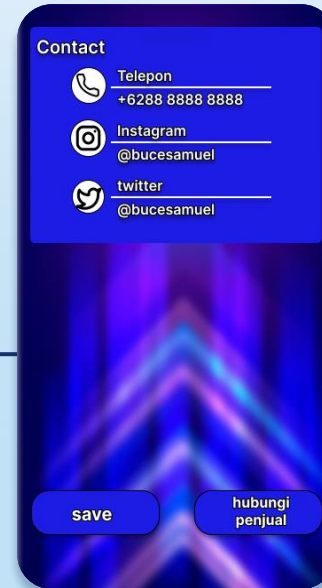 Contact
Telepon
+6288 8888 8888
Instagram
@bucesamuel
twitter
@bucesamuel
save
hubungi
penjual